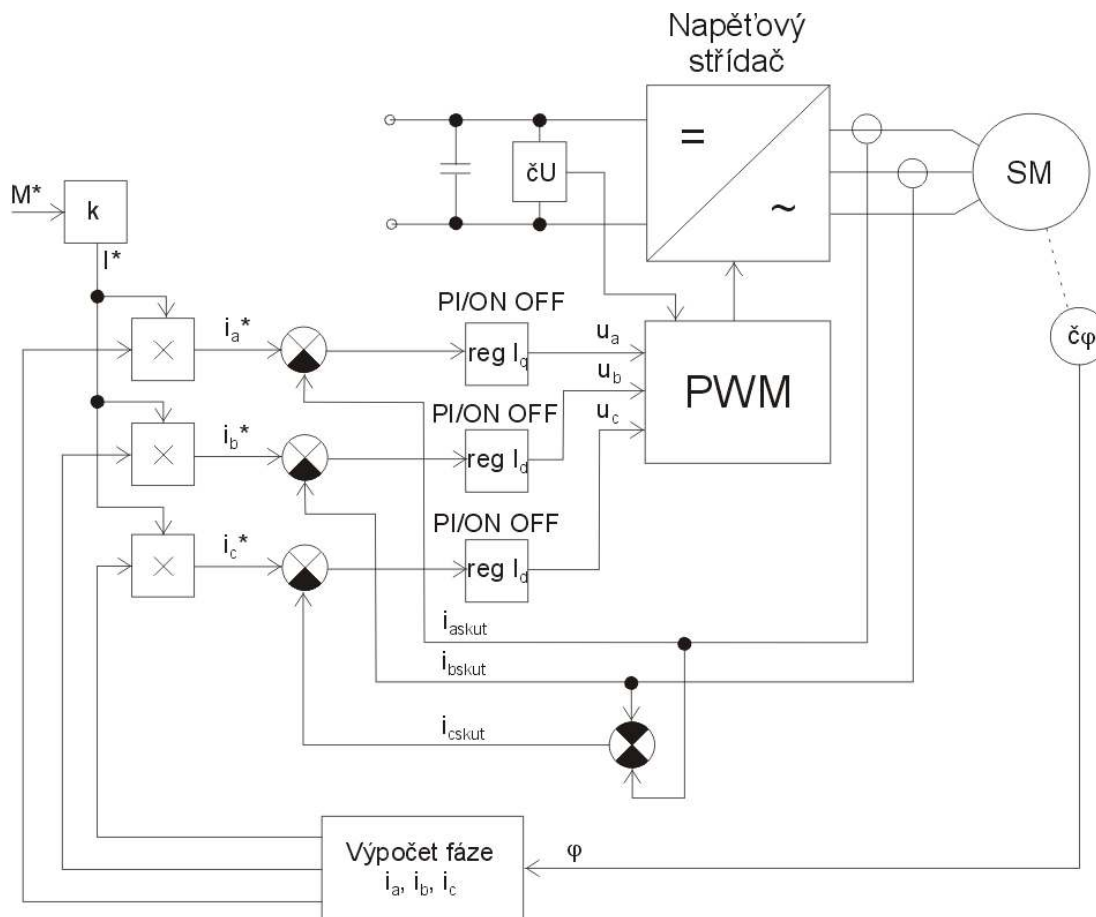 Napěťový
střídač
=
~
čU
SM
M*
k
I*
čφ
PI/ON OFF
×
i_a*
reg I_q
u_a
u_b
u_c
PWM
PI/ON OFF
×
i_b*
reg I_d
PI/ON OFF
×
i_c*
reg I_d
i_askut
i_bskut
i_cskut
Výpočet fáze
i_a, i_b, i_c
φ